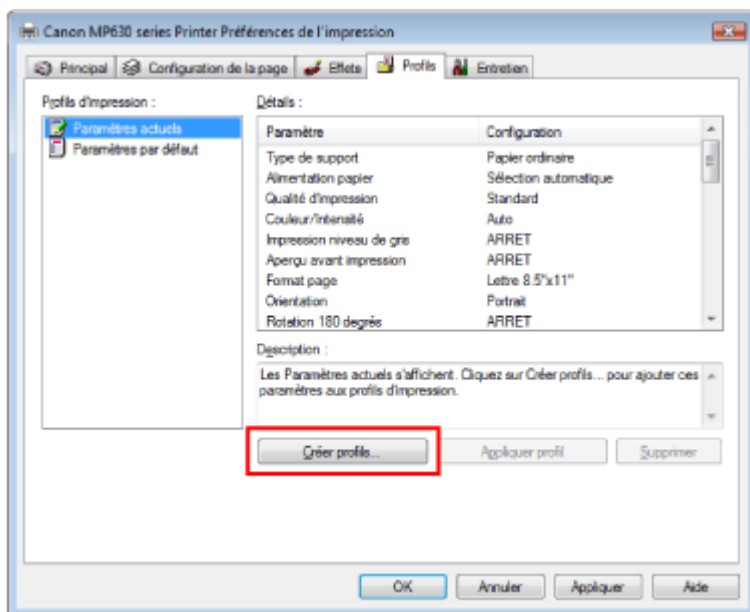 Canon MP630 series Printer Préférences de l'impression
Principal Configuration de la page Effets Profils Entretien
Profils d'impression :
Paramètres actuels
Paramètres par défaut
Détails :
Paramètre Configuration
Type de support Papier ordinaire
Alimentation papier Sélection automatique
Qualité d'impression Standard
Couleur/Intensité Auto
Impression niveau de gris ARRET
Aperçu avant impression ARRET
Format page Lettre 8.5"x11"
Orientation Portrait
Rotation 180 degrés ARRET
Description :
Les Paramètres actuels s'affichent. Cliquez sur Créer profils... pour ajouter ces
paramètres aux profils d'impression.
Créer profils... Appliquer profil Supprimer
OK Annuler Appliquer Aide